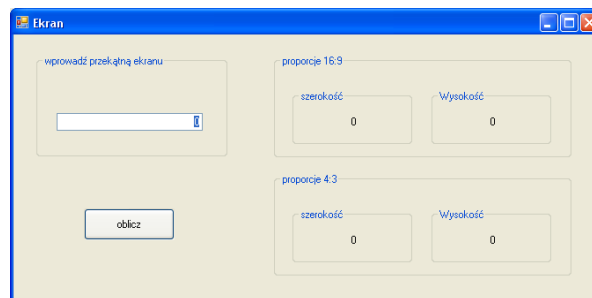 Ekran
wprowadź przekątną ekranu
0
oblicz
proporcje 16:9
szerokość
0
Wysokość
0
proporcje 4:3
szerokość
0
Wysokość
0